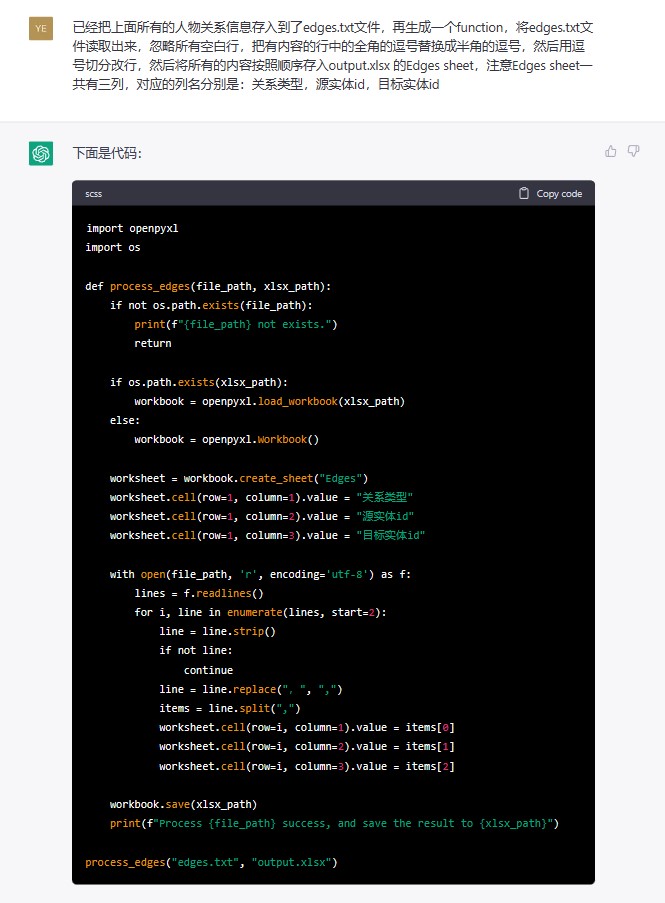 YE
已经把上面所有的人物关系信息存入到了edges.txt文件，再生成一个function，将edges.txt文
件读取出来，忽略所有空白行，把有内容的行中的全角的逗号替换成半角的逗号，然后用逗
号切分改行，然后将所有的内容按照顺序存入output.xlsx 的Edges sheet，注意Edges sheet一
共有三列，对应的列名分别是：关系类型，源实体id，目标实体id
下面是代码：
scss
Copy code
import openpyxl
import os
def process_edges(file_path, xlsx_path):
    if not os.path.exists(file_path):
        print(f"{file_path} not exists.")
        return
    if os.path.exists(xlsx_path):
        workbook = openpyxl.load_workbook(xlsx_path)
    else:
        workbook = openpyxl.Workbook()
    worksheet = workbook.create_sheet("Edges")
    worksheet.cell(row=1, column=1).value = "关系类型"
    worksheet.cell(row=1, column=2).value = "源实体id"
    worksheet.cell(row=1, column=3).value = "目标实体id"
    with open(file_path, 'r', encoding='utf-8') as f:
        lines = f.readlines()
        for i, line in enumerate(lines, start=2):
            line = line.strip()
            if not line:
                continue
            line = line.replace("，", ",")
            items = line.split(",")
            worksheet.cell(row=i, column=1).value = items[0]
            worksheet.cell(row=i, column=2).value = items[1]
            worksheet.cell(row=i, column=3).value = items[2]
    workbook.save(xlsx_path)
    print(f"Process {file_path} success, and save the result to {xlsx_path}")
process_edges("edges.txt", "output.xlsx")